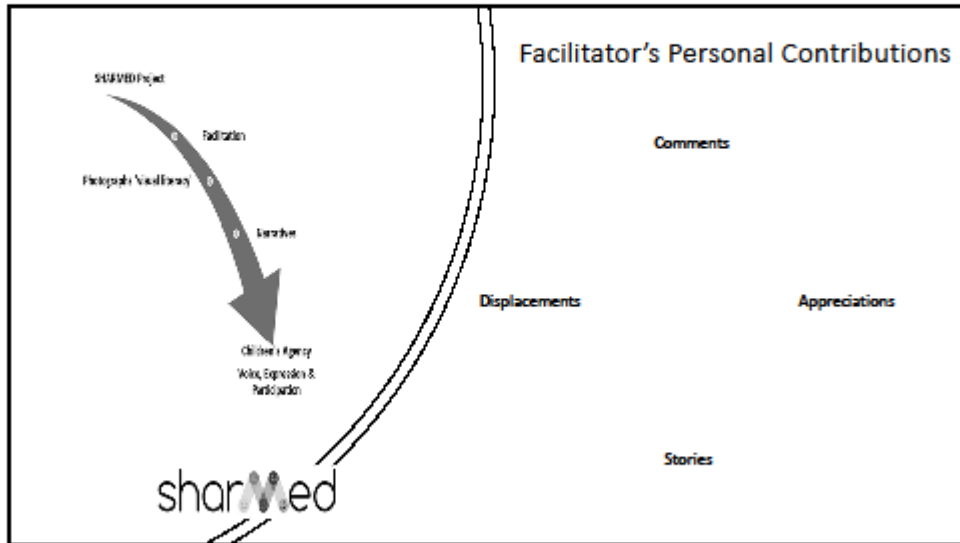 SHARMED Project
Facilitation
Photographs 'visual literacy'
Narratives
Children's Agency
Voice, Expression &
Participation
sharMed
Facilitator's Personal Contributions
Comments
Displacements
Appreciations
Stories